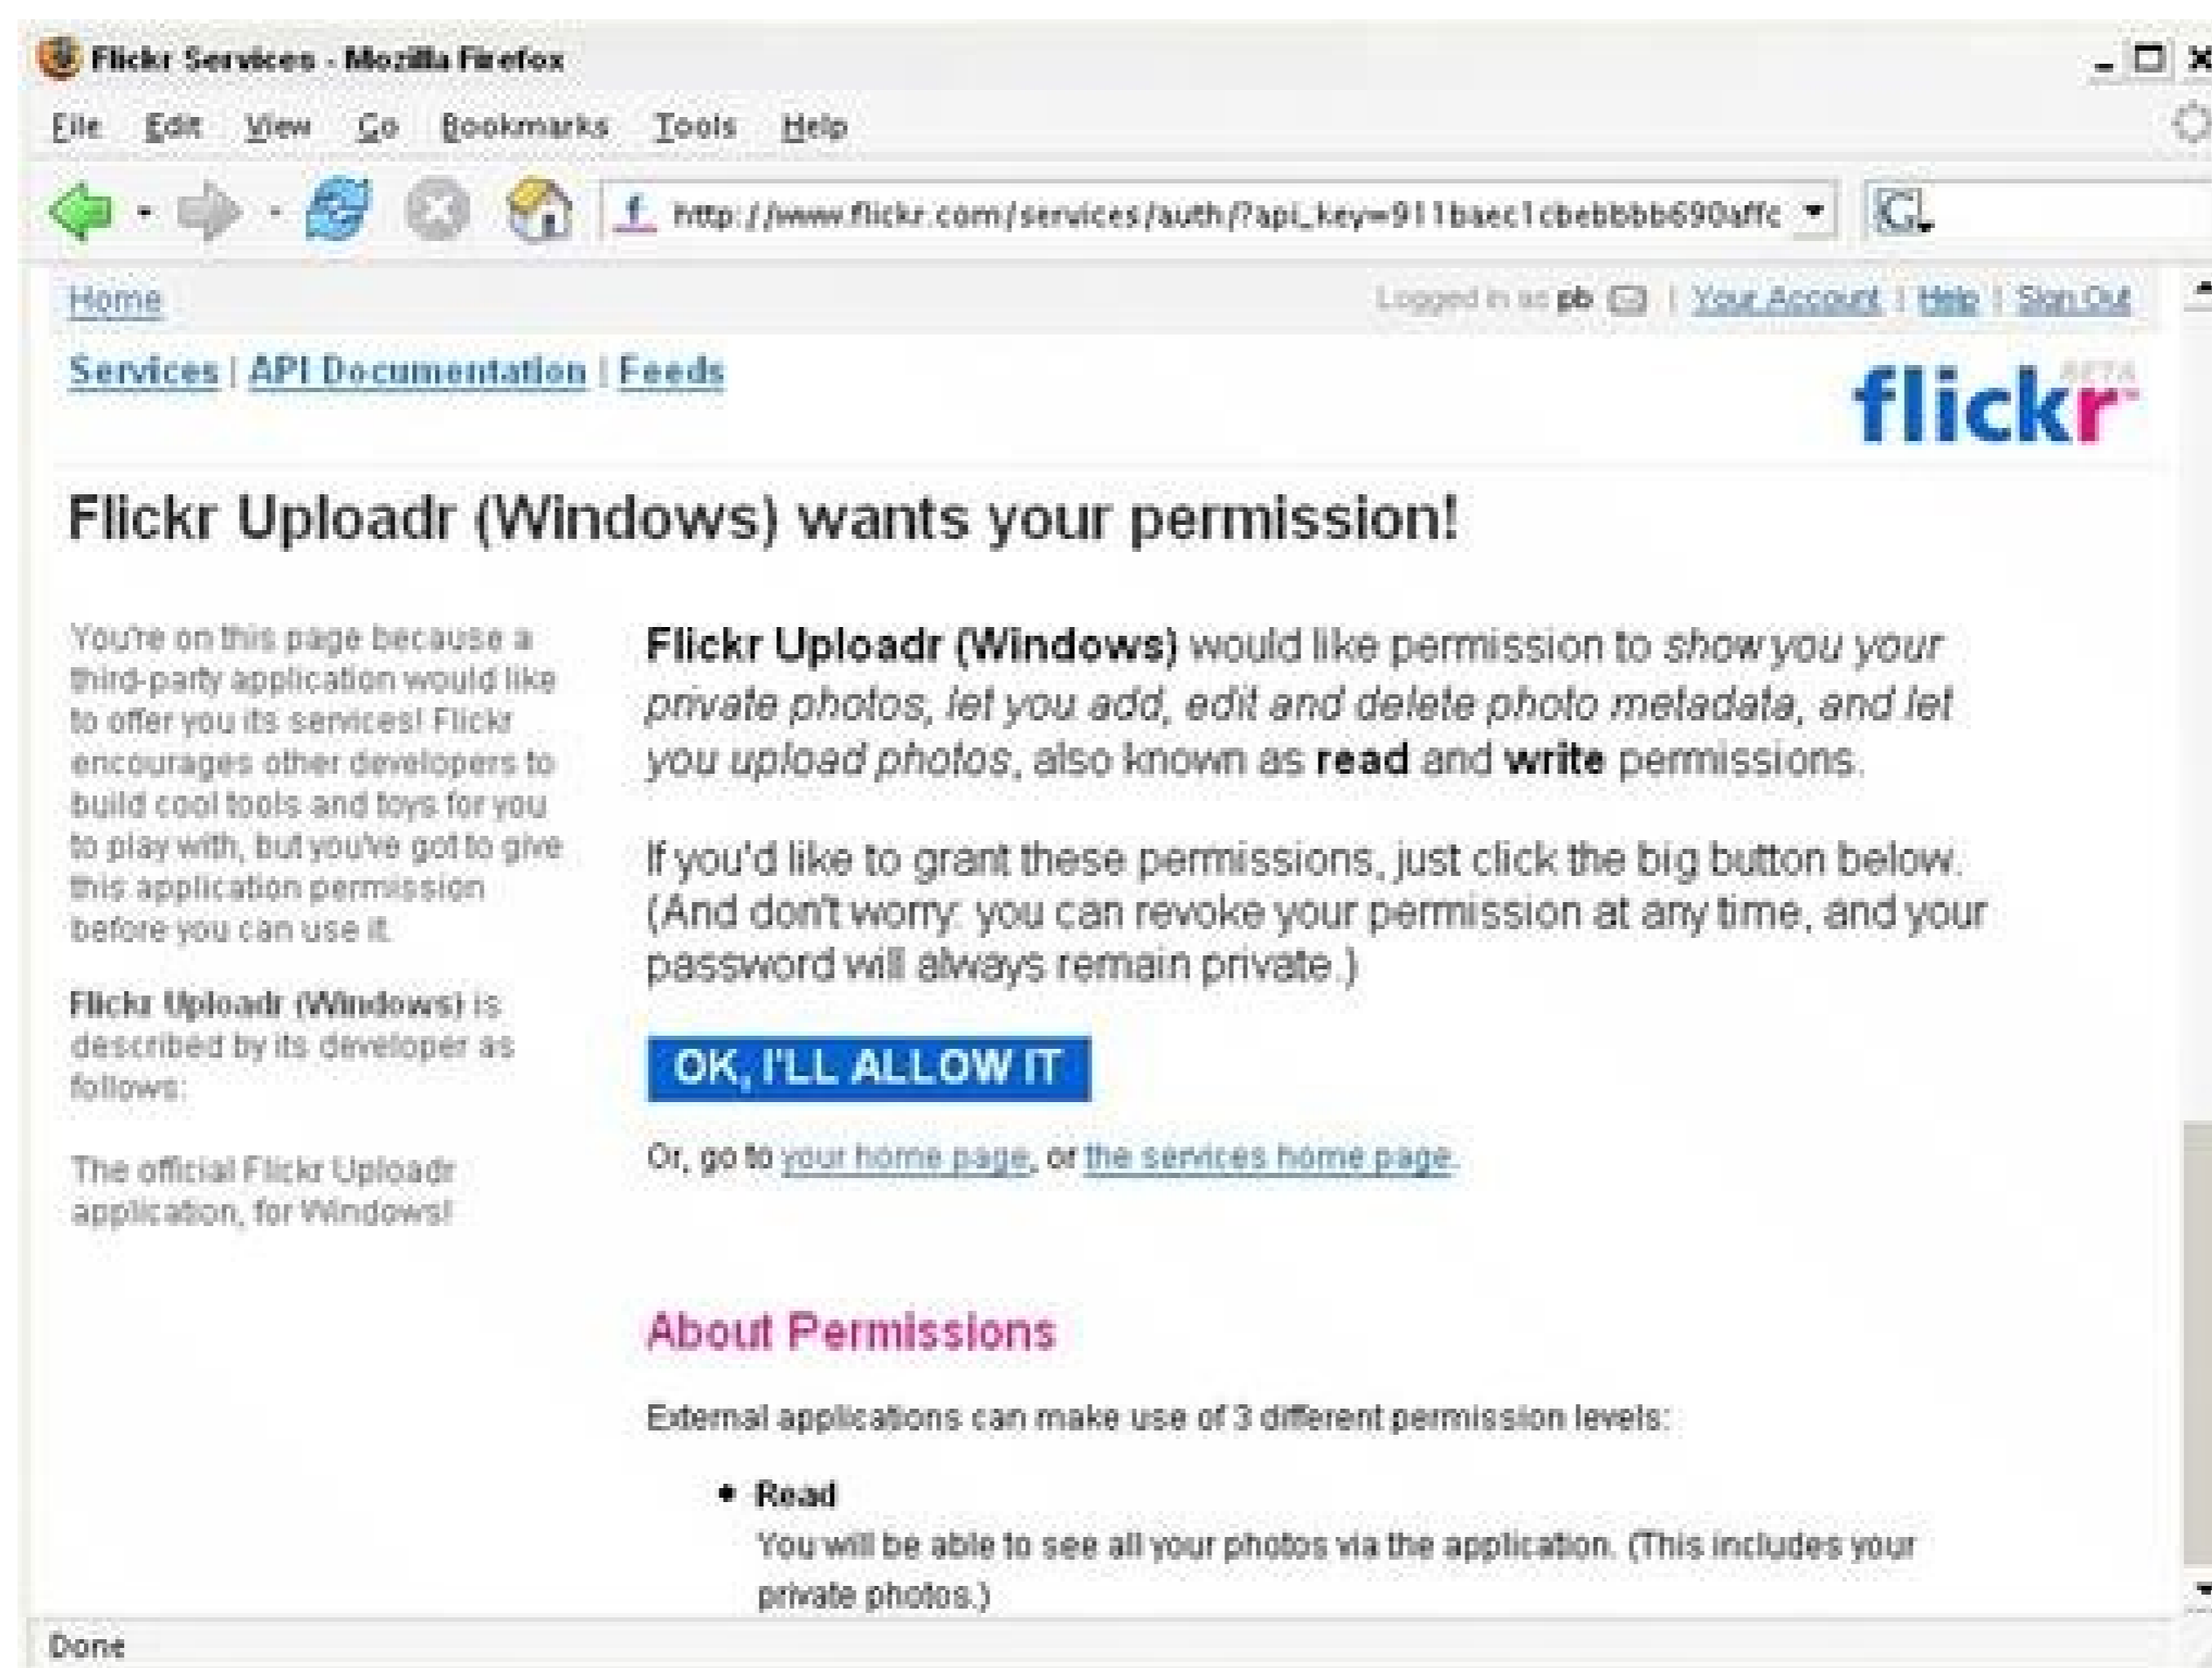 Flickr Services - Mozilla Firefox
File Edit View Go Bookmarks Tools Help
http://www.flickr.com/services/auth/?api_key=911baec1cbebbbb690affc
Home
Logged in as pb | Your Account | Help | Sign Out
Services | API Documentation | Feeds
flickr BETA ™
Flickr Uploadr (Windows) wants your permission!
You're on this page because a
third-party application would like
to offer you its services! Flickr
encourages other developers to
build cool tools and toys for you
to play with, but you've got to give
this application permission
before you can use it.
Flickr Uploadr (Windows) is
described by its developer as
follows:
The official Flickr Uploadr
application, for Windows!
Flickr Uploadr (Windows) would like permission to show you your
private photos, let you add, edit and delete photo metadata, and let
you upload photos, also known as read and write permissions.
If you'd like to grant these permissions, just click the big button below.
(And don't worry: you can revoke your permission at any time, and your
password will always remain private.)
OK, I'LL ALLOW IT
Or, go to your home page, or the services home page.
About Permissions
External applications can make use of 3 different permission levels:
• Read
You will be able to see all your photos via the application. (This includes your
private photos.)
Done